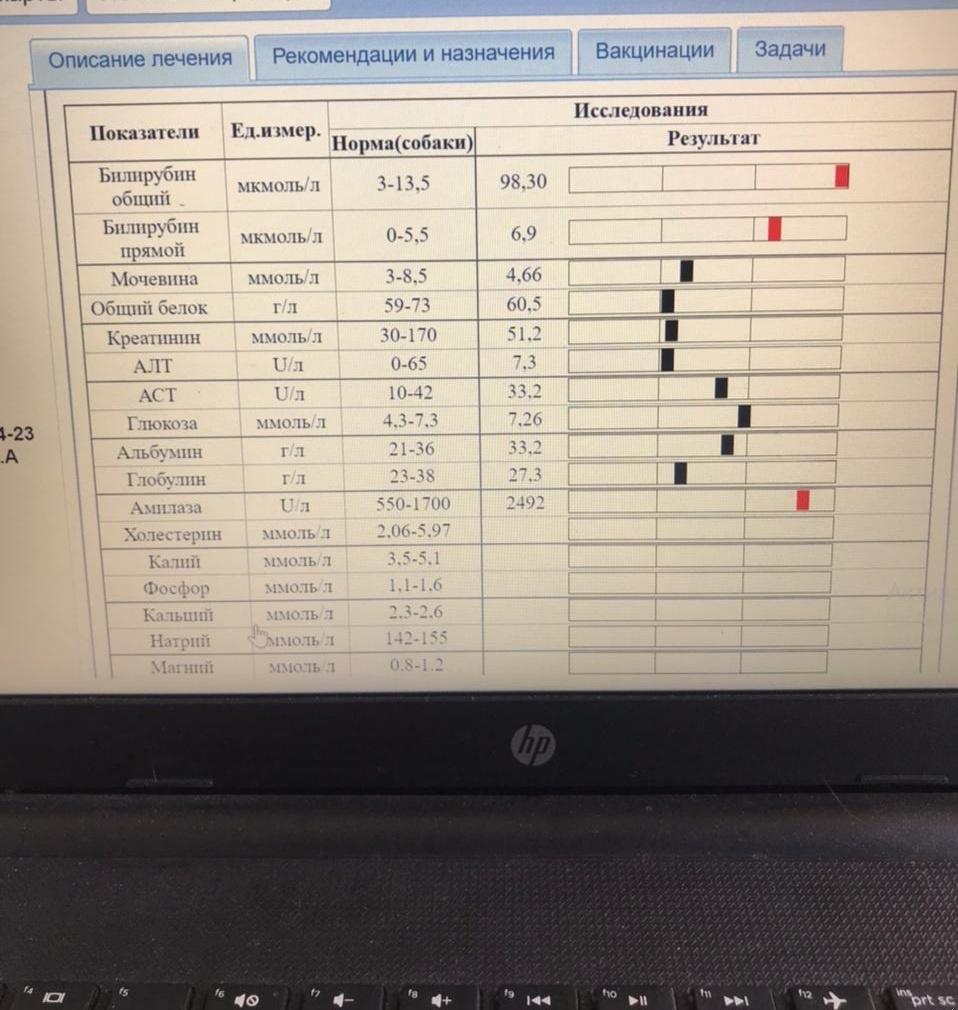 Описание лечения Рекомендации и назначения Вакцинации Задачи
Исследования
Показатели Ед.измер. Норма(собаки) Результат
Билирубин
общий мкмоль/л 3-13,5 98,30
Билирубин
прямой мкмоль/л 0-5,5 6,9
Мочевина ммоль/л 3-8,5 4,66
Общий белок г/л 59-73 60,5
Креатинин ммоль/л 30-170 51,2
АЛТ U/л 0-65 7,3
АСТ U/л 10-42 33,2
Глюкоза ммоль/л 4,3-7,3 7,26
4-23
.А
Альбумин г/л 21-36 33,2
Глобулин г/л 23-38 27,3
Амилаза U/л 550-1700 2492
Холестерин ммоль/л 2,06-5,97
Калий ммоль/л 3,5-5,1
Фосфор ммоль/л 1,1-1,6
Кальций ммоль/л 2,3-2,6
Натрий ммоль/л 142-155
Магний ммоль/л 0,8-1,2
hp
f4 f5 f6 f7 f8 f9 f10 f11 f12 ins
prt sc